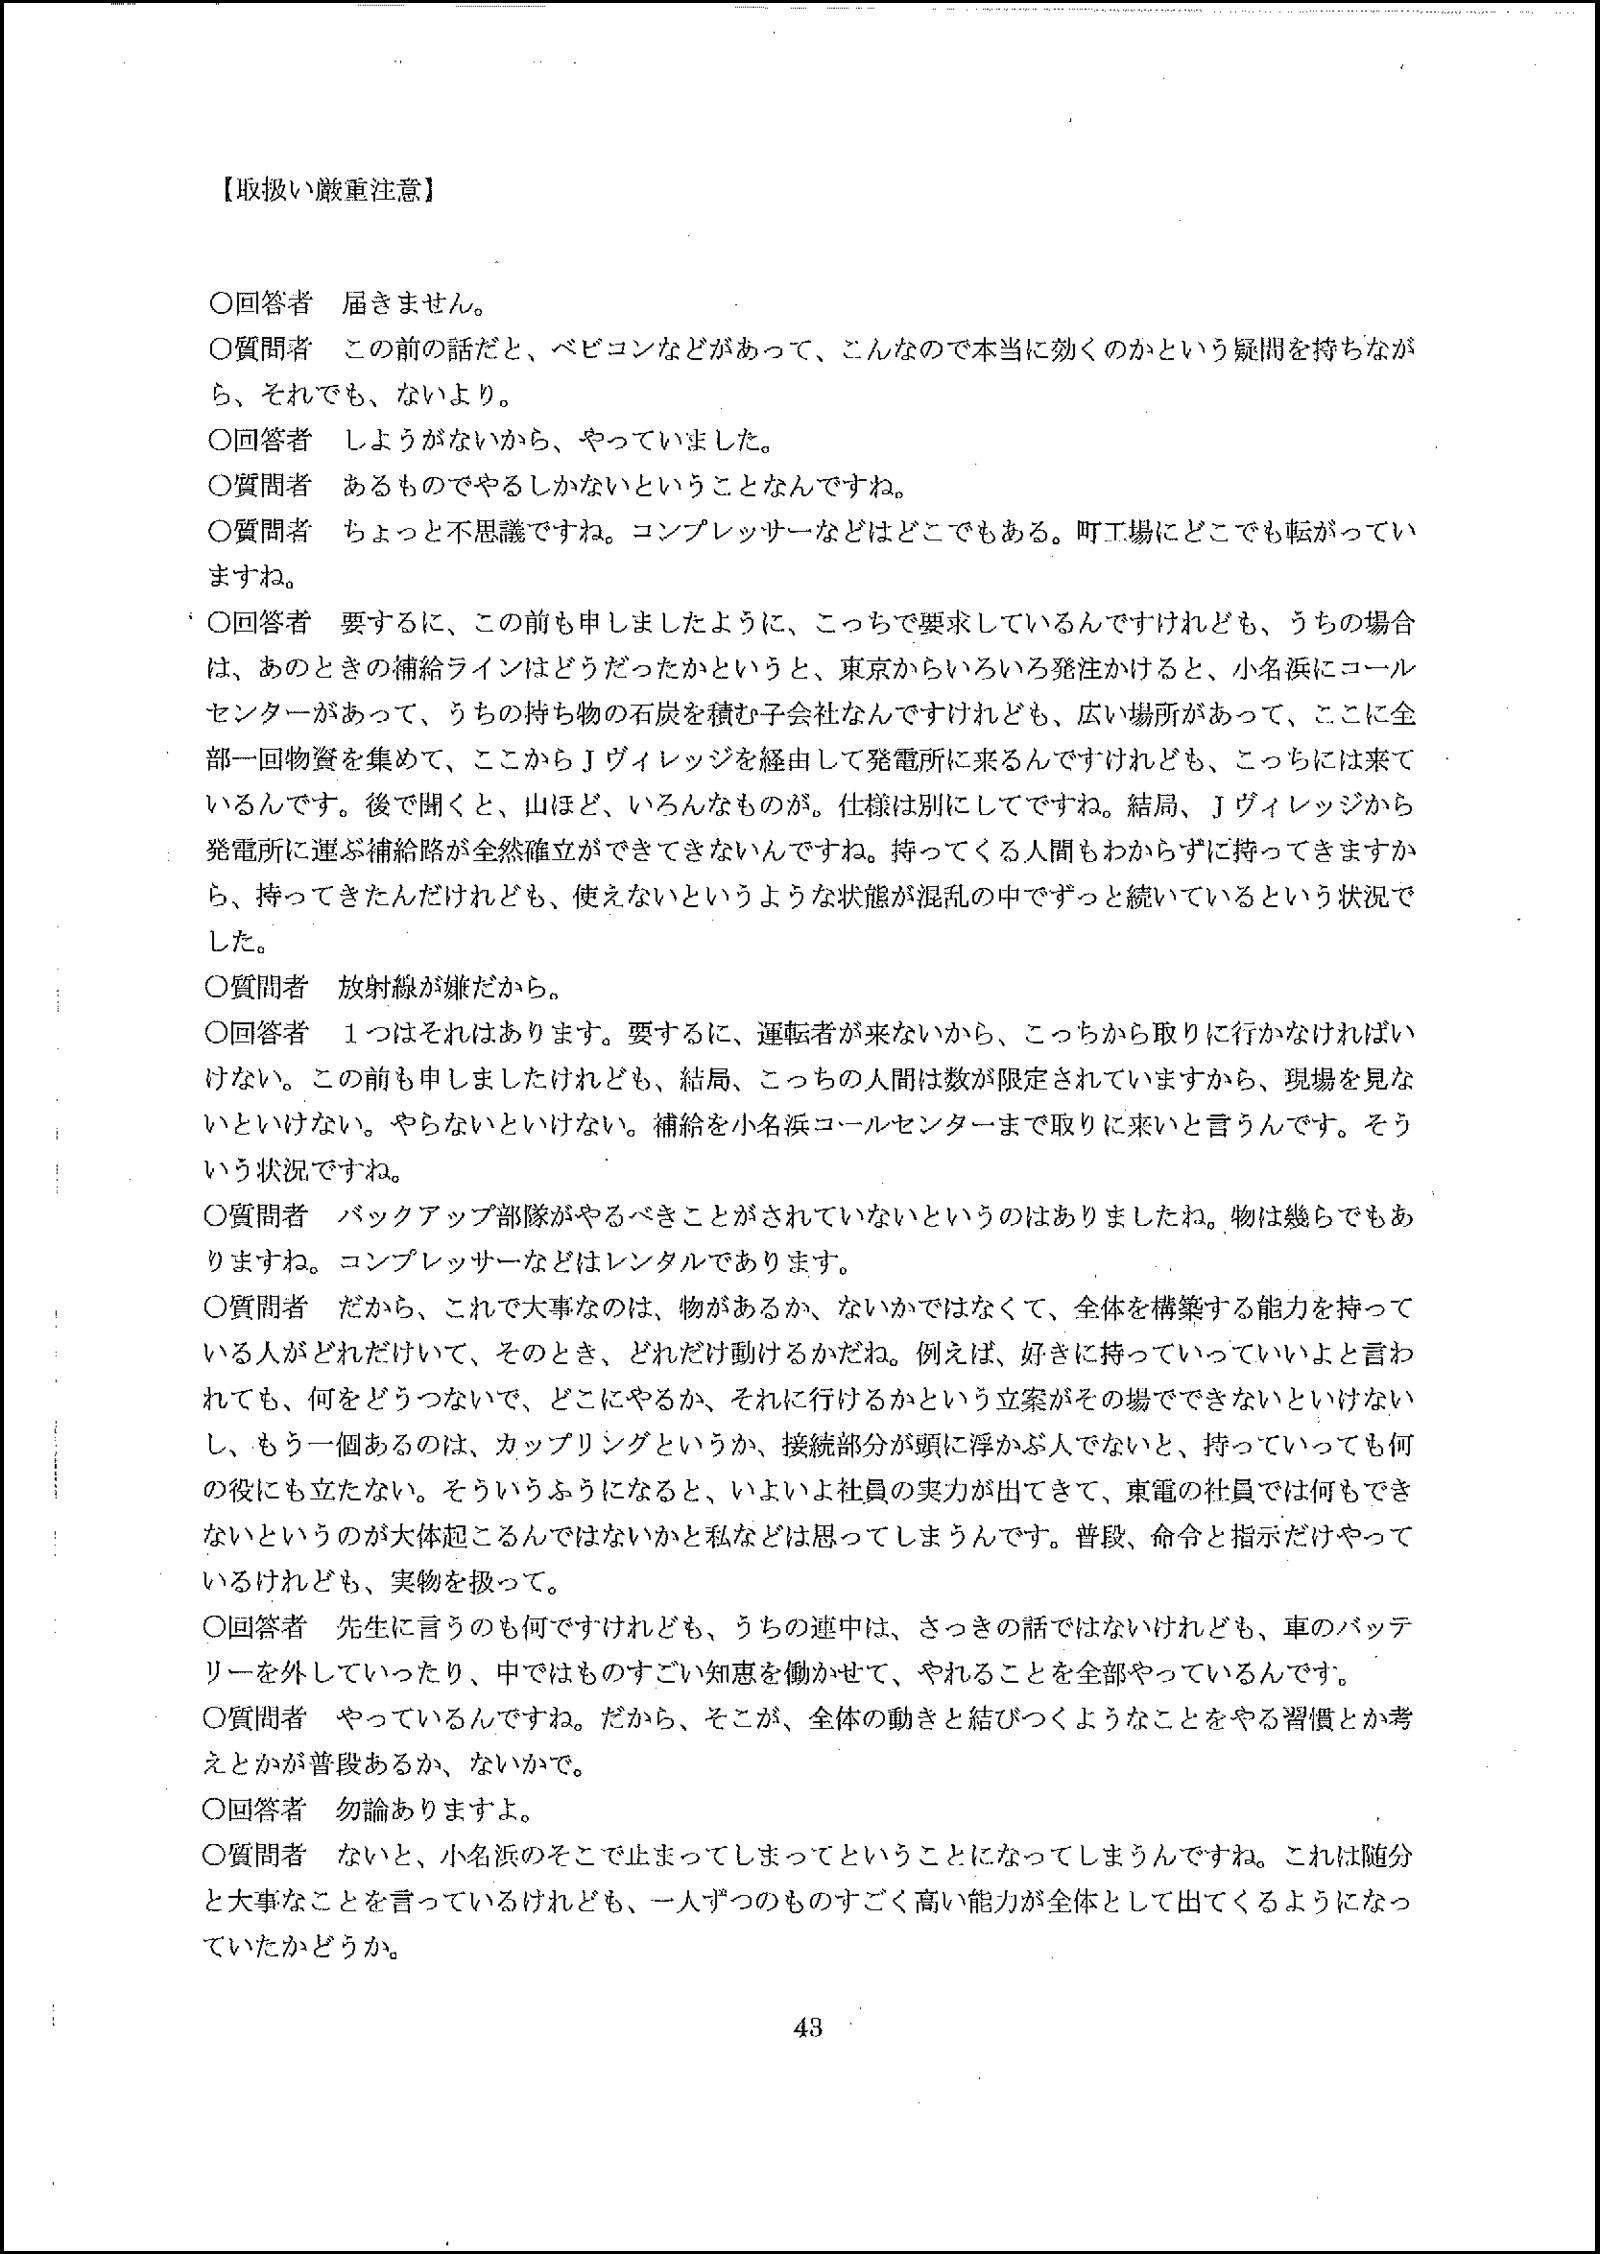 【取扱い厳重注意】
○回答者　届きません。
○質問者　この前の話だと、ベビコンなどがあって、こんなので本当に効くのかという疑問を持ちなが
ら、それでも、ないより。
○回答者　しようがないから、やっていました。
○質問者　あるものでやるしかないということなんですね。
○質問者　ちょっと不思議ですね。コンプレッサーなどはどこでもある。町工場にどこでも転がってい
ますね。
○回答者　要するに、この前も申しましたように、こっちで要求しているんですけれども、うちの場合
は、あのときの補給ラインはどうだったかというと、東京からいろいろ発注かけると、小名浜にコール
センターがあって、うちの持ち物の石炭を積む子会社なんですけれども、広い場所があって、ここに全
部一回物資を集めて、ここからＪヴィレッジを経由して発電所に来るんですけれども、こっちには来て
いるんです。後で聞くと、山ほど、いろんなものが。仕様は別にしてですね。結局、Ｊヴィレッジから
発電所に運ぶ補給路が全然確立ができてきないんですね。持ってくる人間もわからずに持ってきますか
ら、持ってきたんだけれども、使えないというような状態が混乱の中でずっと続いているという状況で
した。
○質問者　放射線が嫌だから。
○回答者　１つはそれはあります。要するに、運転者が来ないから、こっちから取りに行かなければい
けない。この前も申しましたけれども、結局、こっちの人間は数が限定されていますから、現場を見な
いといけない。やらないといけない。補給を小名浜コールセンターまで取りに来いと言うんです。そう
いう状況ですね。
○質問者　バックアップ部隊がやるべきことがされていないというのはありましたね。物は幾らでもあ
りますね。コンプレッサーなどはレンタルであります。
○質問者　だから、これで大事なのは、物があるか、ないかではなくて、全体を構築する能力を持って
いる人がどれだけいて、そのとき、どれだけ動けるかだね。例えば、好きに持っていっていいよと言わ
れても、何をどうつないで、どこにやるか、それに行けるかという立案がその場でできないといけない
し、もう一個あるのは、カップリングというか、接続部分が頭に浮かぶ人でないと、持っていっても何
の役にも立たない。そういうふうになると、いよいよ社員の実力が出てきて、東電の社員では何もでき
ないというのが大体起こるんではないかと私などは思ってしまうんです。普段、命令と指示だけやって
いるけれども、実物を扱って。
○回答者　先生に言うのも何ですけれども、うちの連中は、さっきの話ではないけれども、車のバッテ
リーを外していったり、中ではものすごい知恵を働かせて、やれることを全部やっているんです。
○質問者　やっているんですね。だから、そこが、全体の動きと結びつくようなことをやる習慣とか考
えとかが普段あるか、ないかで。
○回答者　勿論ありますよ。
○質問者　ないと、小名浜のそこで止まってしまってということになってしまうんですね。これは随分
と大事なことを言っているけれども、一人ずつのものすごく高い能力が全体として出てくるようになっ
ていたかどうか。
43